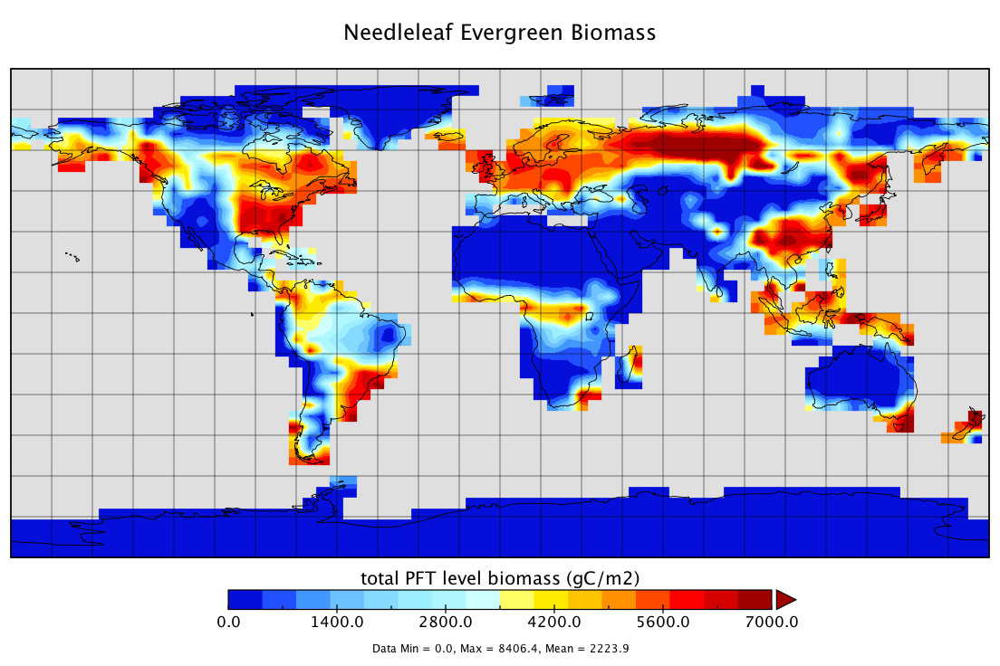 Needleleaf Evergreen Biomass
total PFT level biomass (gC/m2)
0.0 1400.0 2800.0 4200.0 5600.0 7000.0
Data Min = 0.0, Max = 8406.4, Mean = 2223.9